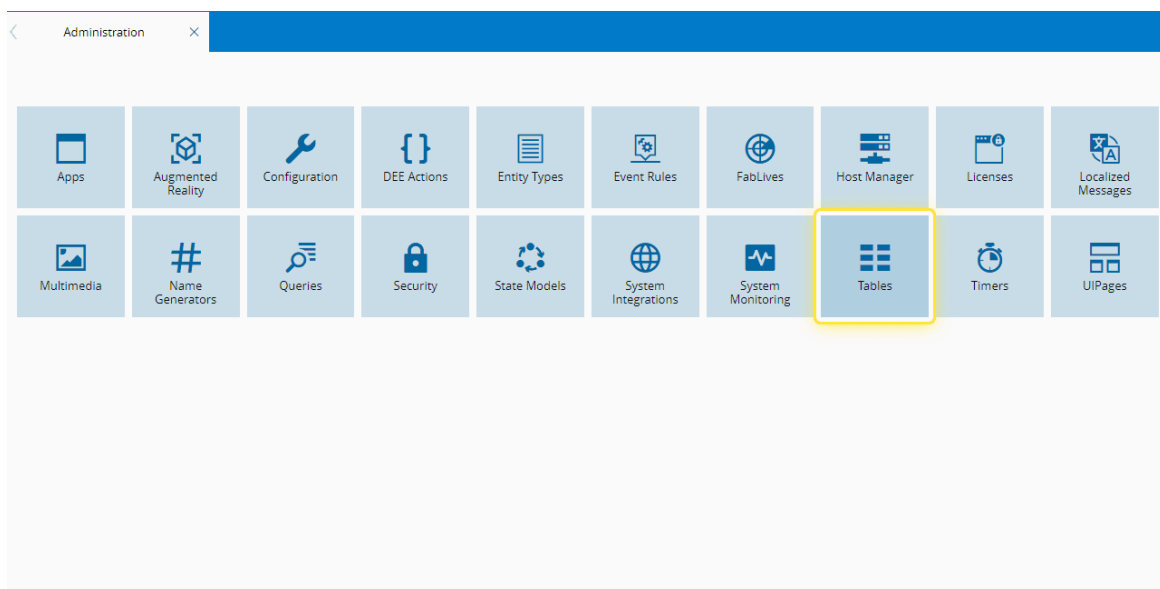 Administration
Apps
Augmented
Reality
Configuration
DEE Actions
Entity Types
Event Rules
FabLives
Host Manager
Licenses
Localized
Messages
Multimedia
Name
Generators
Queries
Security
State Models
System
Integrations
System
Monitoring
Tables
Timers
UIPages